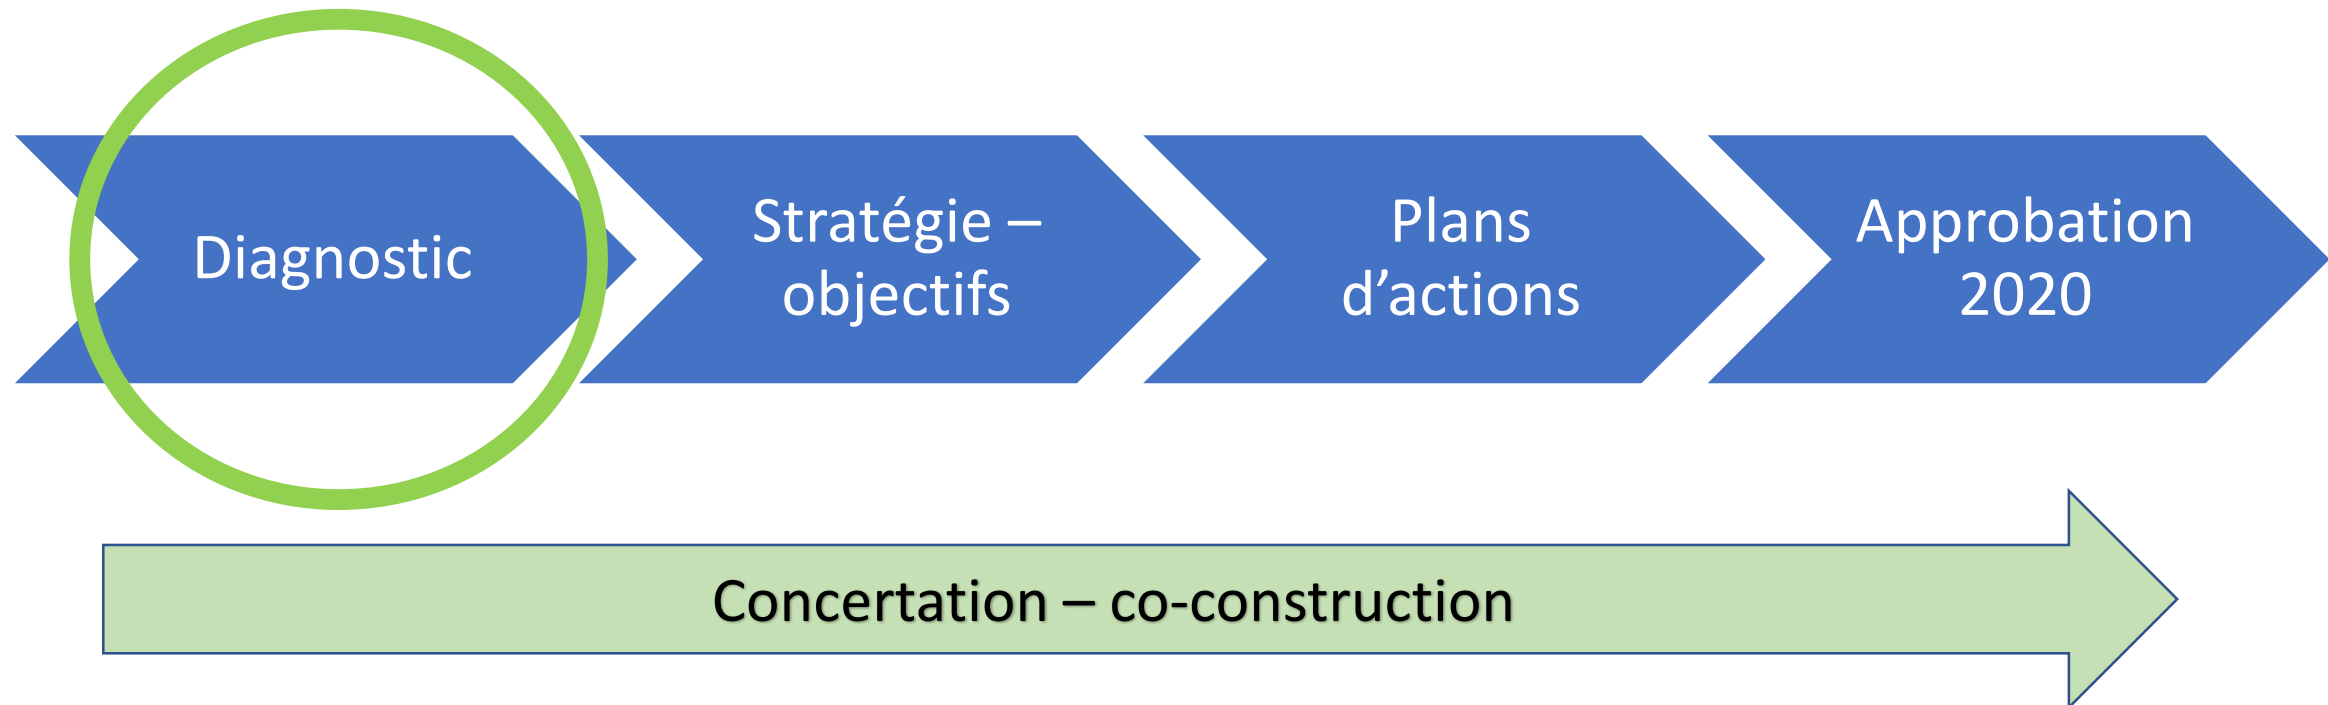 Diagnostic
Stratégie –
objectifs
Plans
d’actions
Approbation
2020
Concertation – co-construction